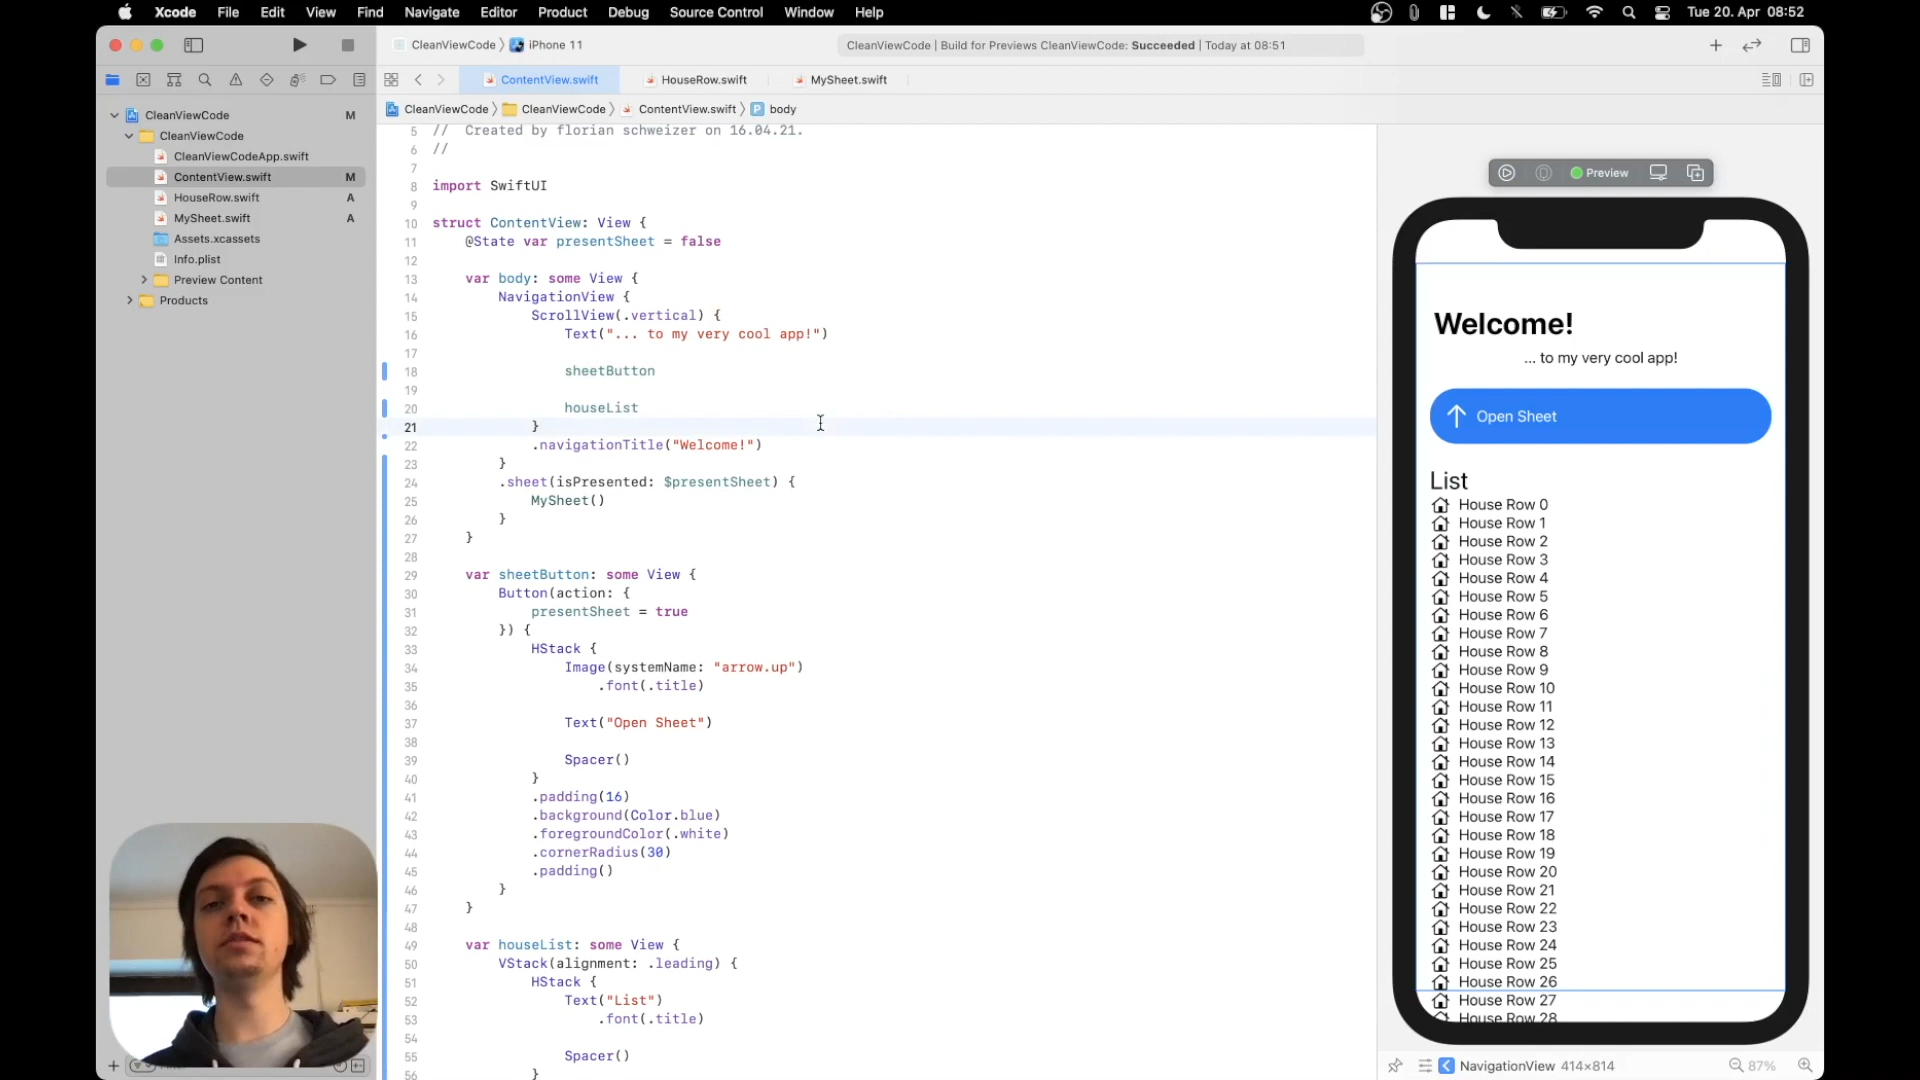 Xcode File Edit View Find Navigate Editor Product Debug Source Control Window Help Tue 20. Apr 08:52
CleanViewCode iPhone 11
CleanViewCode | Build for Previews CleanViewCode: Succeeded | Today at 08:51
ContentView.swift HouseRow.swift MySheet.swift
CleanViewCode CleanViewCode ContentView.swift P body
CleanViewCode M
CleanViewCode
CleanViewCodeApp.swift
ContentView.swift M
HouseRow.swift A
MySheet.swift A
Assets.xcassets
Info.plist
Preview Content
Products
5 // Created by florian schweizer on 16.04.21.
6 //
7
8 import SwiftUI
9
10 struct ContentView: View {
11 @State var presentSheet = false
12
13 var body: some View {
14 NavigationView {
15 ScrollView(.vertical) {
16 Text("... to my very cool app!")
17
18 sheetButton
19
20 houseList
21 }
22 .navigationTitle("Welcome!")
23 }
24 .sheet(isPresented: $presentSheet) {
25 MySheet()
26 }
27 }
28
29 var sheetButton: some View {
30 Button(action: {
31 presentSheet = true
32 }) {
33 HStack {
34 Image(systemName: "arrow.up")
35 .font(.title)
36
37 Text("Open Sheet")
38
39 Spacer()
40 }
41 .padding(16)
42 .background(Color.blue)
43 .foregroundColor(.white)
44 .cornerRadius(30)
45 .padding()
46 }
47 }
48
49 var houseList: some View {
50 VStack(alignment: .leading) {
51 HStack {
52 Text("List")
53 .font(.title)
54
55 Spacer()
56 }
Preview
Welcome!
... to my very cool app!
Open Sheet
List
House Row 0
House Row 1
House Row 2
House Row 3
House Row 4
House Row 5
House Row 6
House Row 7
House Row 8
House Row 9
House Row 10
House Row 11
House Row 12
House Row 13
House Row 14
House Row 15
House Row 16
House Row 17
House Row 18
House Row 19
House Row 20
House Row 21
House Row 22
House Row 23
House Row 24
House Row 25
House Row 26
House Row 27
House Row 28
NavigationView 414×814
87%